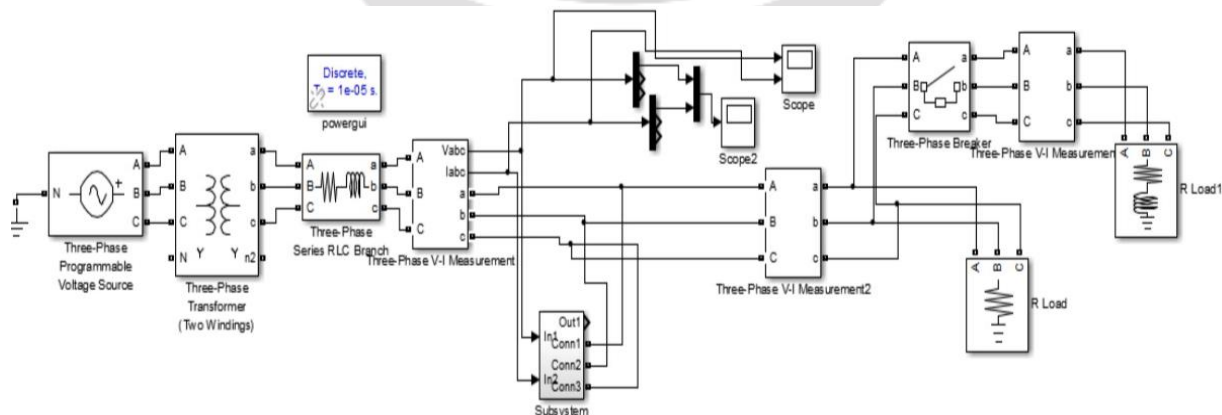 Discrete,
= 1e-05 s.
powergui
N
A
B
C
Three-Phase
Programmable
Voltage Source
A
B
C
N
Y
Y
a
b
c
n2
Three-Phase
Transformer
(Two Windings)
A
B
C
a
b
c
Three-Phase
Series RLC Branch
A
B
C
Vabc
Iabc
a
b
c
Three-Phase V-I Measurement
Scope
Scope2
In1
In2
Out1
Conn1
Conn2
Conn3
Subsystem
A
B
C
a
b
c
Three-Phase V-I Measurement2
A
B
C
a
b
c
Three-Phase Breaker
A
B
C
a
b
c
Three-Phase V-I Measuremen
A
B
C
R Load1
A
B
C
R Load